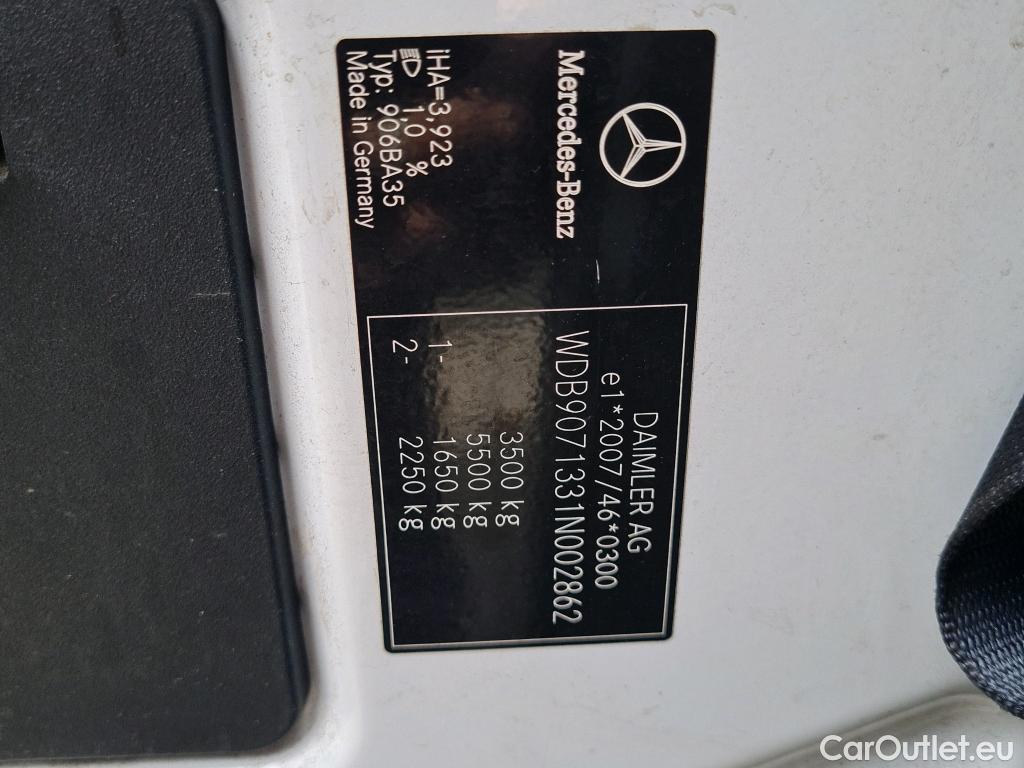 Mercedes-Benz
iHA=3,923
1,0 %
Typ: 906BA35
Made in Germany
DAIMLER AG
e1*2007/46*0300
WDB9071331N002862
3500 kg
5500 kg
1- 1650 kg
2- 2250 kg
CarOutlet.eu